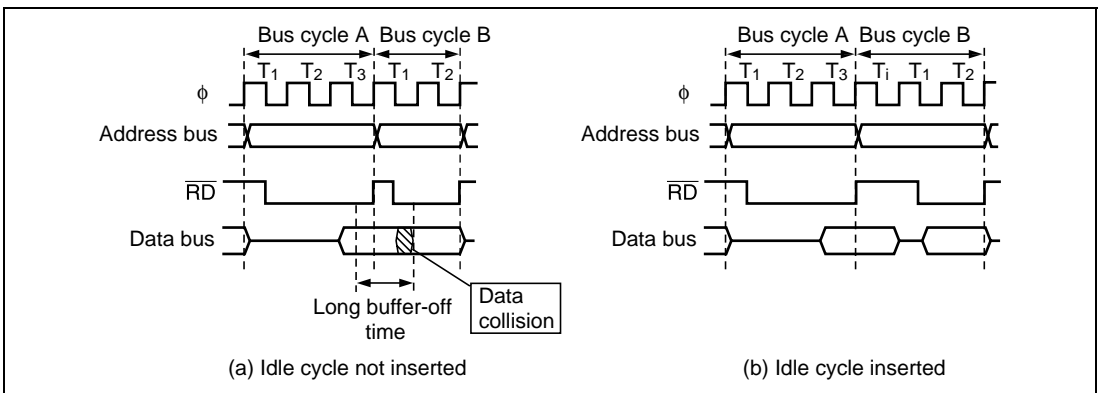 Bus cycle A Bus cycle B
T1 T2 T3 T1 T2
ϕ
Address bus
RD
Data bus
Long buffer-off
time
Data
collision
(a) Idle cycle not inserted
Bus cycle A Bus cycle B
T1 T2 T3 Ti T1 T2
ϕ
Address bus
RD
Data bus
(b) Idle cycle inserted